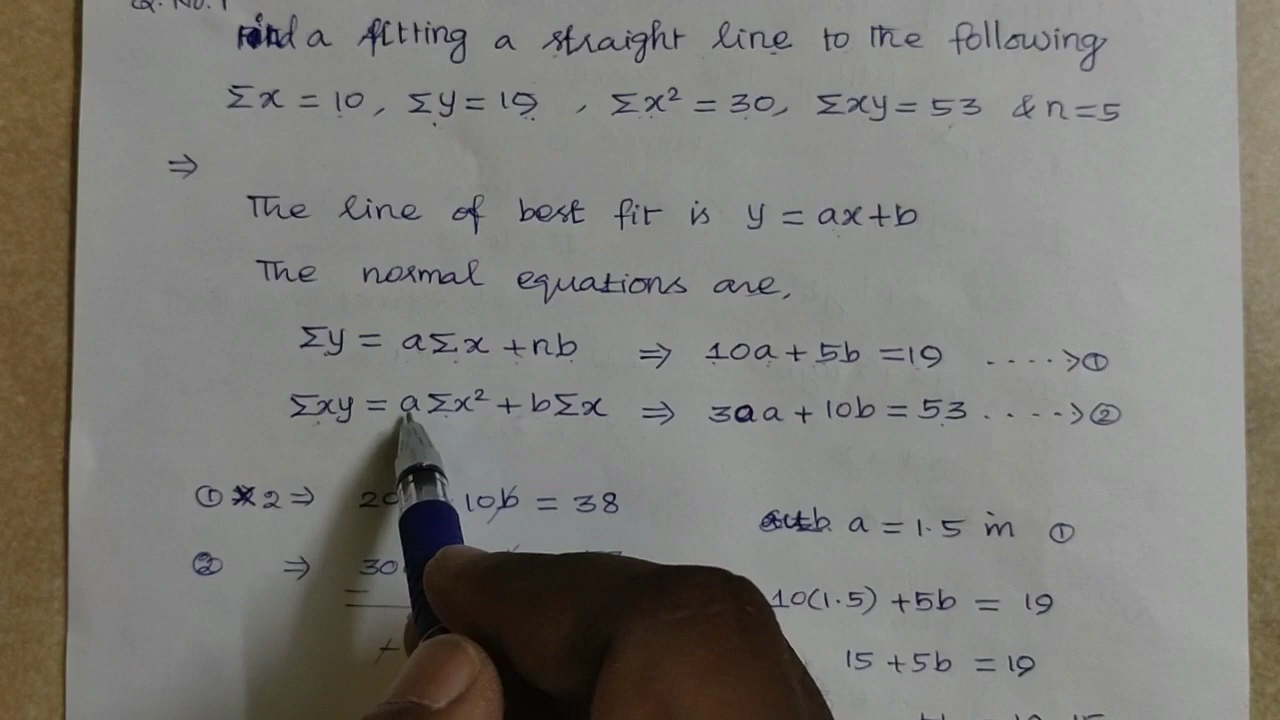 Q. No. 1
Find a fitting a straight line to the following
Σx = 10, Σy = 19 , Σx² = 30, Σxy = 53 & n = 5
⇒
The line of best fit is y = ax + b
The normal equations are,
Σy = aΣx + nb ⇒ 10a + 5b = 19 ....> ①
Σxy = aΣx² + bΣx ⇒ 30a + 10b = 53 ....> ②
① × 2 ⇒ 20 10b = 38
sub a = 1.5 in ①
② ⇒ 30
10(1.5) + 5b = 19
15 + 5b = 19